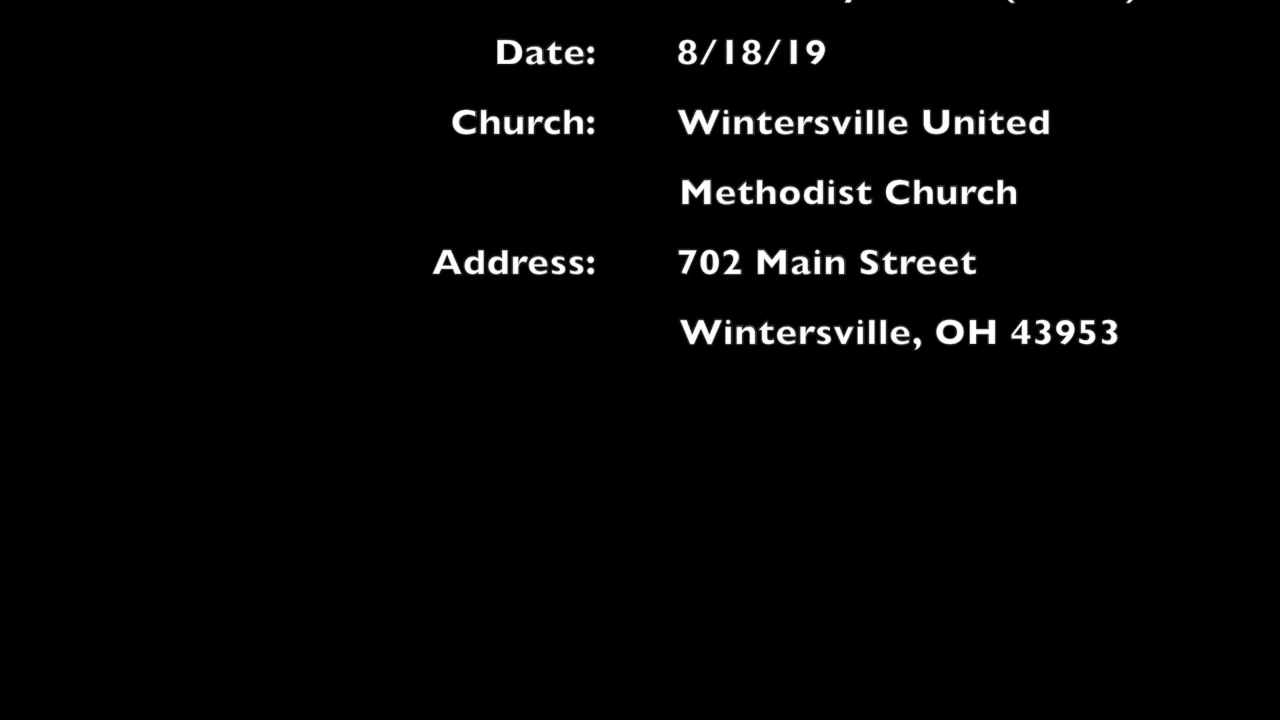 Date: 8/18/19
Church: Wintersville United
Methodist Church
Address: 702 Main Street
Wintersville, OH 43953